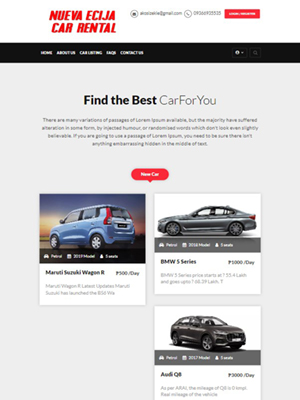 NUEVA ECIJA
CAR RENTAL
LOGIN / REGISTER
HOME ABOUT US CAR LISTING FAQS CONTACT US
Find the Best CarForYou
There are many variations of passages of Lorem Ipsum available, but the majority have suffered
alteration in some form, by injected humour, or randomised words which don't look even slightly
believable. If you are going to use a passage of Lorem Ipsum, you need to be sure there isn't
anything embarrassing hidden in the middle of text.
New Car
Petrol 2019 Model 5 seats
Maruti Suzuki Wagon R ₱500 /Day
Maruti Wagon R Latest Updates Maruti
Suzuki has launched the BS6 Wa
Petrol 2018 Model 5 seats
BMW 5 Series ₱1000 /Day
BMW 5 Series price starts at ? 55.4 Lakh
and goes upto ? 68.39 Lakh. T
Petrol 2017 Model 5 seats
Audi Q8 ₱3000 /Day
As per ARAI, the mileage of Q8 is 0 kmpl.
Real mileage of the vehicle